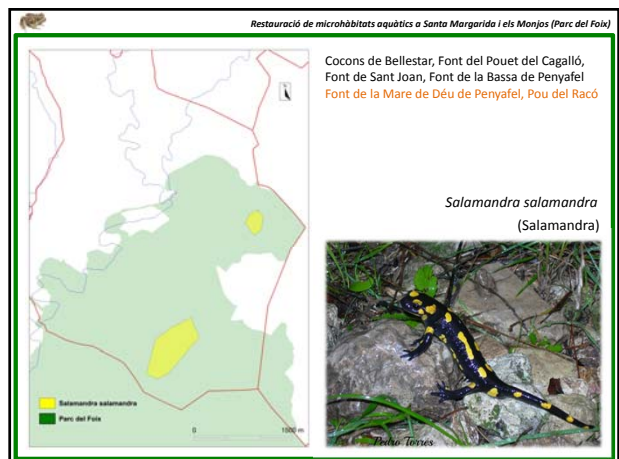 Restauració de microhàbitats aquàtics a Santa Margarida i els Monjos (Parc del Foix)
Cocons de Bellestar, Font del Pouet del Cagalló,
Font de Sant Joan, Font de la Bassa de Penyafel
Font de la Mare de Déu de Penyafel, Pou del Racó
Salamandra salamandra
(Salamandra)
Salamandra salamandra
Parc del Foix
0 1500 m
Pedro Torres